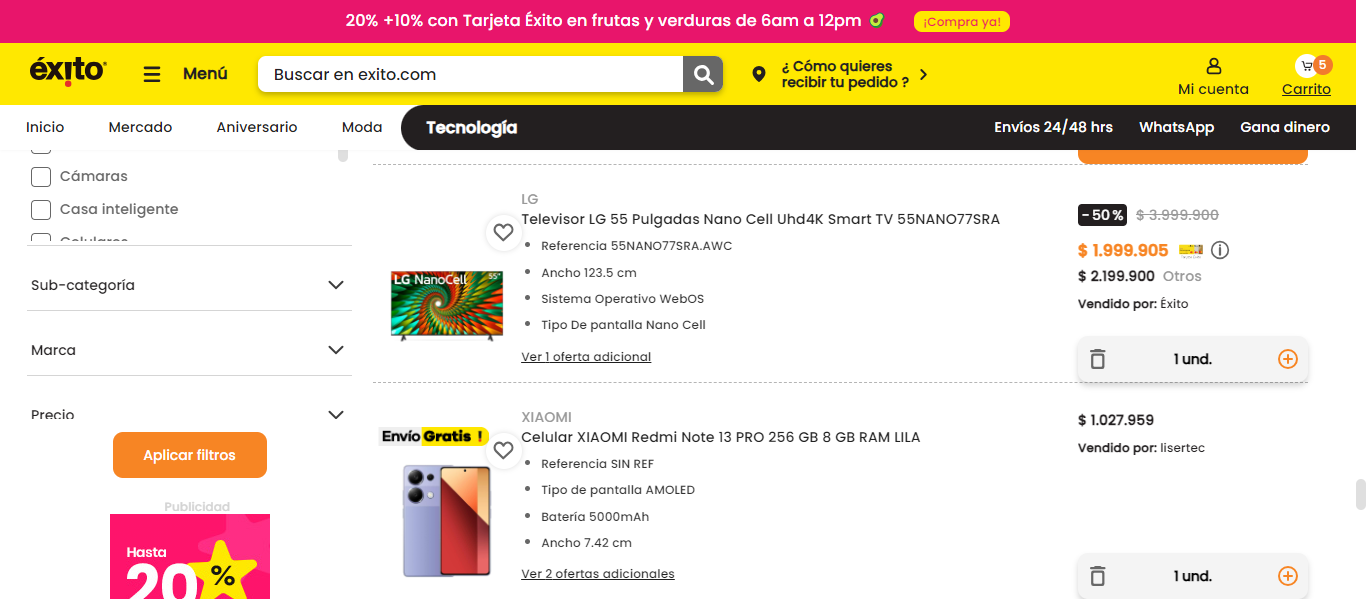 20% +10% con Tarjeta Éxito en frutas y verduras de 6am a 12pm ¡Compra ya!
éxito
Menú
Buscar en exito.com
¿ Cómo quieres
recibir tu pedido ?
Mi cuenta
5
Carrito
Inicio
Mercado
Aniversario
Moda
Tecnología
Envíos 24/48 hrs
WhatsApp
Gana dinero
Cámaras
Casa inteligente
Celulares
Sub-categoría
Marca
Precio
Aplicar filtros
Publicidad
Hasta
20 %
LG NanoCell 55"
LG
Televisor LG 55 Pulgadas Nano Cell Uhd4K Smart TV 55NANO77SRA
Referencia 55NANO77SRA.AWC
Ancho 123.5 cm
Sistema Operativo WebOS
Tipo De pantalla Nano Cell
Ver 1 oferta adicional
- 50 % $ 3.999.900
$ 1.999.905
$ 2.199.900 Otros
Vendido por: Éxito
1 und.
Envío Gratis !
XIAOMI
Celular XIAOMI Redmi Note 13 PRO 256 GB 8 GB RAM LILA
Referencia SIN REF
Tipo de pantalla AMOLED
Batería 5000mAh
Ancho 7.42 cm
Ver 2 ofertas adicionales
$ 1.027.959
Vendido por: lisertec
1 und.